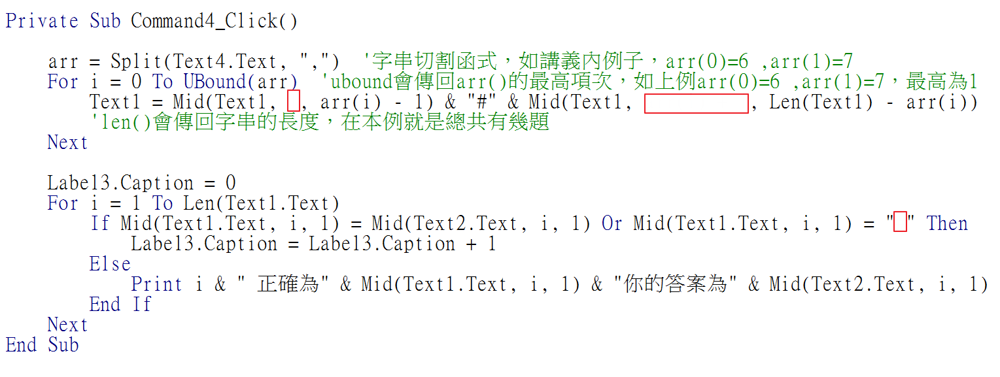 Private Sub Command4_Click()
arr = Split(Text4.Text, ",")  '字串切割函式，如講義內例子，arr(0)=6 ,arr(1)=7
For i = 0 To UBound(arr)  'ubound會傳回arr()的最高項次，如上例arr(0)=6 ,arr(1)=7，最高為1
Text1 = Mid(Text1, , arr(i) - 1) & "#" & Mid(Text1, , Len(Text1) - arr(i))
'len()會傳回字串的長度，在本例就是總共有幾題
Next
Label3.Caption = 0
For i = 1 To Len(Text1.Text)
If Mid(Text1.Text, i, 1) = Mid(Text2.Text, i, 1) Or Mid(Text1.Text, i, 1) = " " Then
Label3.Caption = Label3.Caption + 1
Else
Print i & " 正確為" & Mid(Text1.Text, i, 1) & "你的答案為" & Mid(Text2.Text, i, 1)
End If
Next
End Sub